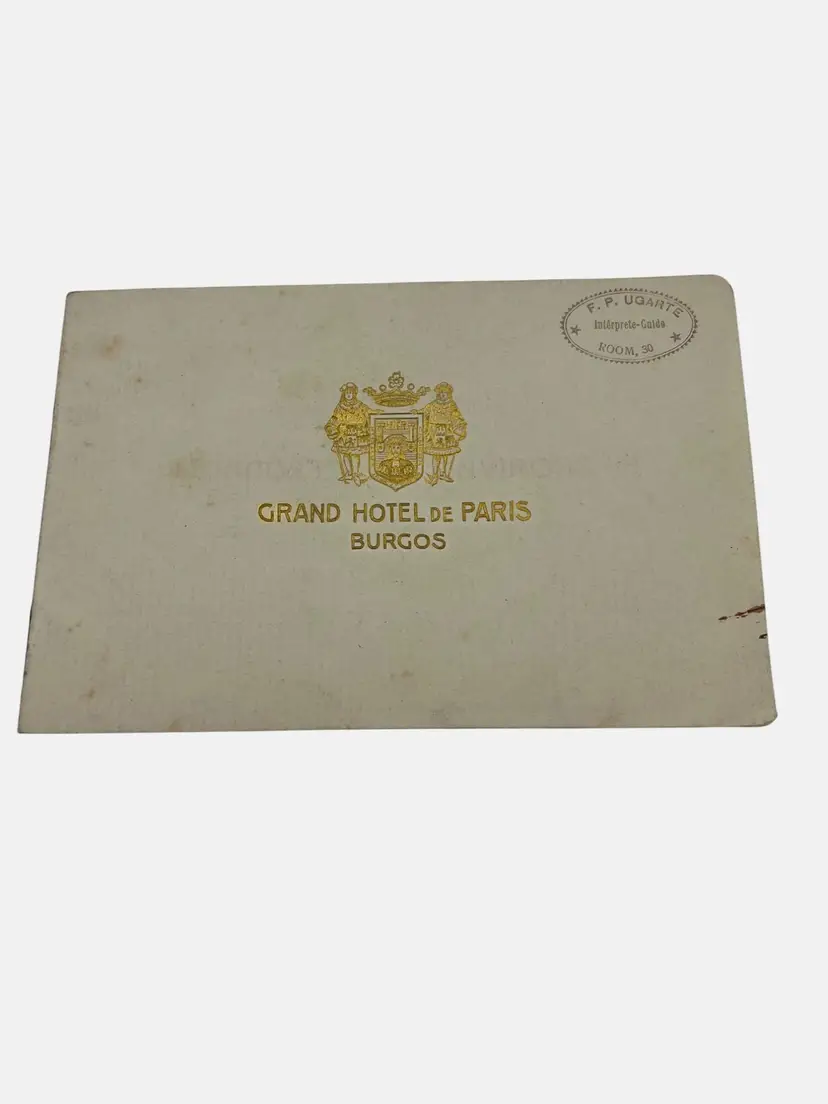 F. P. UGARTE
Intérprete-Guide
ROOM, 30
GRAND HOTEL DE PARIS
BURGOS